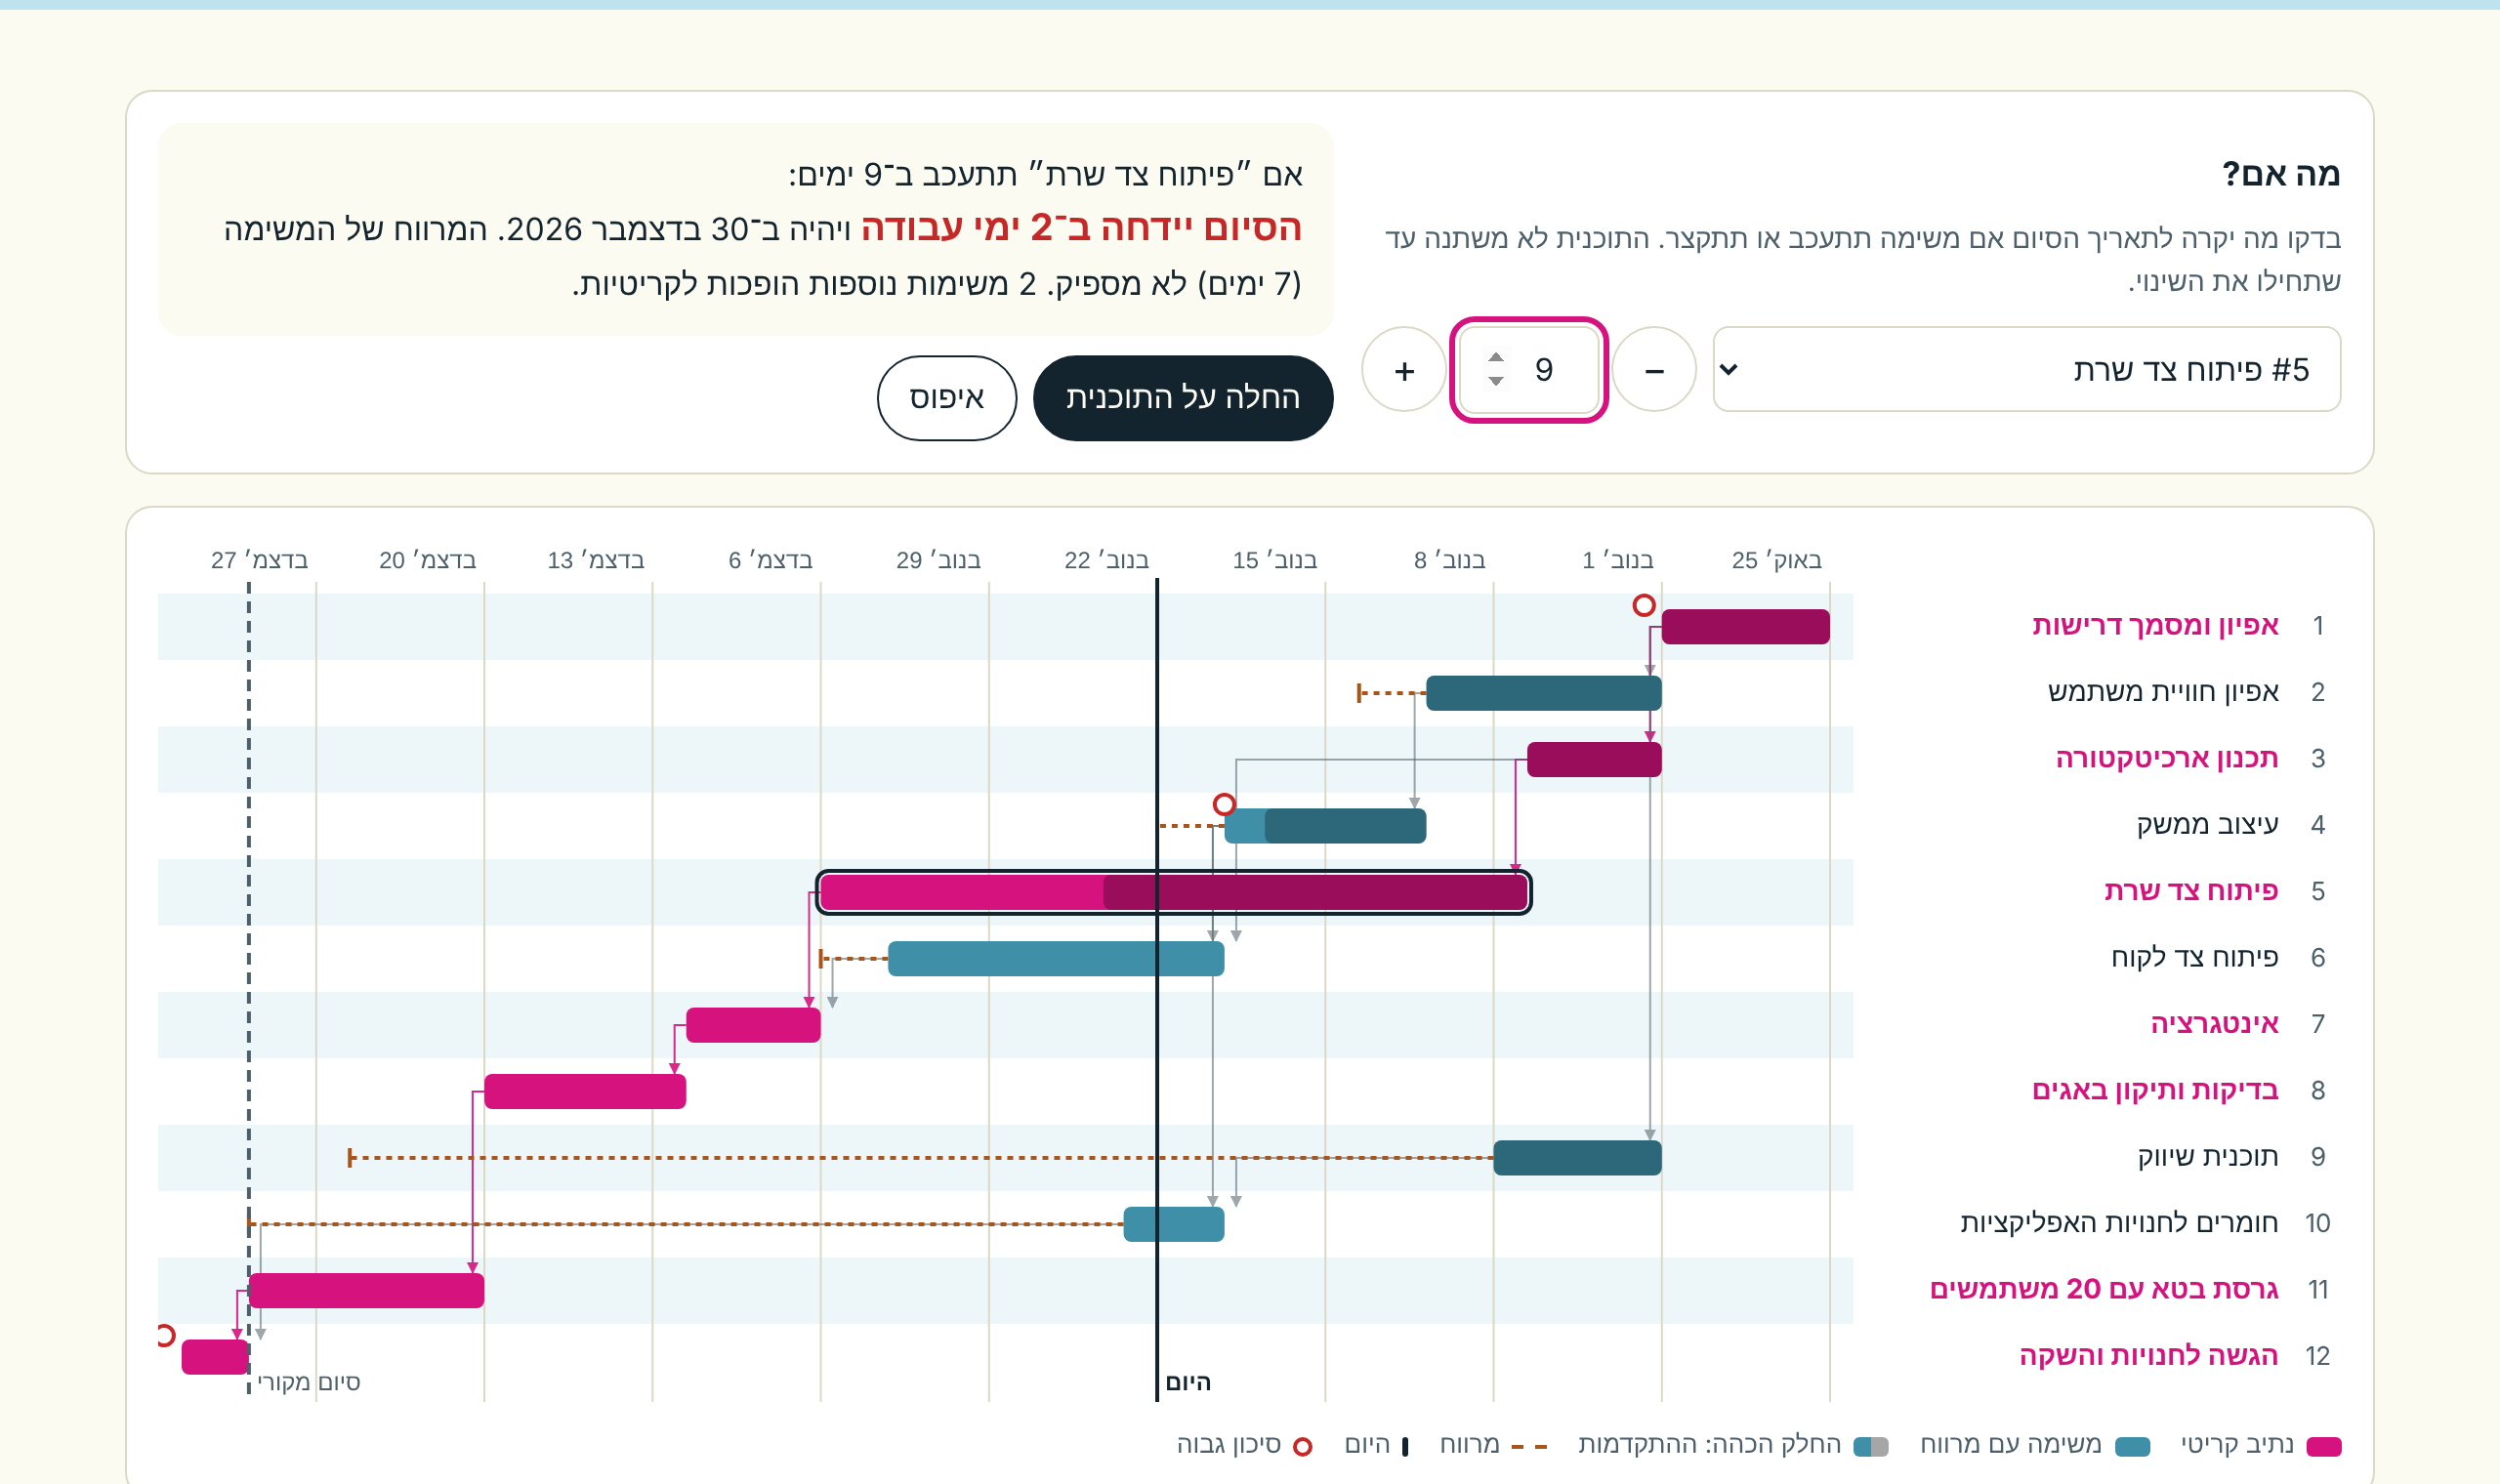 מה אם?
בדקו מה יקרה לתאריך הסיום אם משימה תתעכב או תתקצר. התוכנית לא משתנה עד
שתחילו את השינוי.
#5 פיתוח צד שרת
−
9
+
אם ״פיתוח צד שרת״ תתעכב ב־9 ימים:
הסיום יידחה ב־2 ימי עבודה ויהיה ב־30 בדצמבר 2026. המרווח של המשימה
(7 ימים) לא מספיק. 2 משימות נוספות הופכות לקריטיות.
החלה על התוכנית
איפוס
25 באוק׳
1 בנוב׳
8 בנוב׳
15 בנוב׳
22 בנוב׳
29 בנוב׳
6 בדצמ׳
13 בדצמ׳
20 בדצמ׳
27 בדצמ׳
1 אפיון ומסמך דרישות
2 אפיון חוויית משתמש
3 תכנון ארכיטקטורה
4 עיצוב ממשק
5 פיתוח צד שרת
6 פיתוח צד לקוח
7 אינטגרציה
8 בדיקות ותיקון באגים
9 תוכנית שיווק
10 חומרים לחנויות האפליקציות
11 גרסת בטא עם 20 משתמשים
12 הגשה לחנויות והשקה
היום
סיום מקורי
נתיב קריטי
משימה עם מרווח
החלק הכהה: ההתקדמות
מרווח
היום
סיכון גבוה